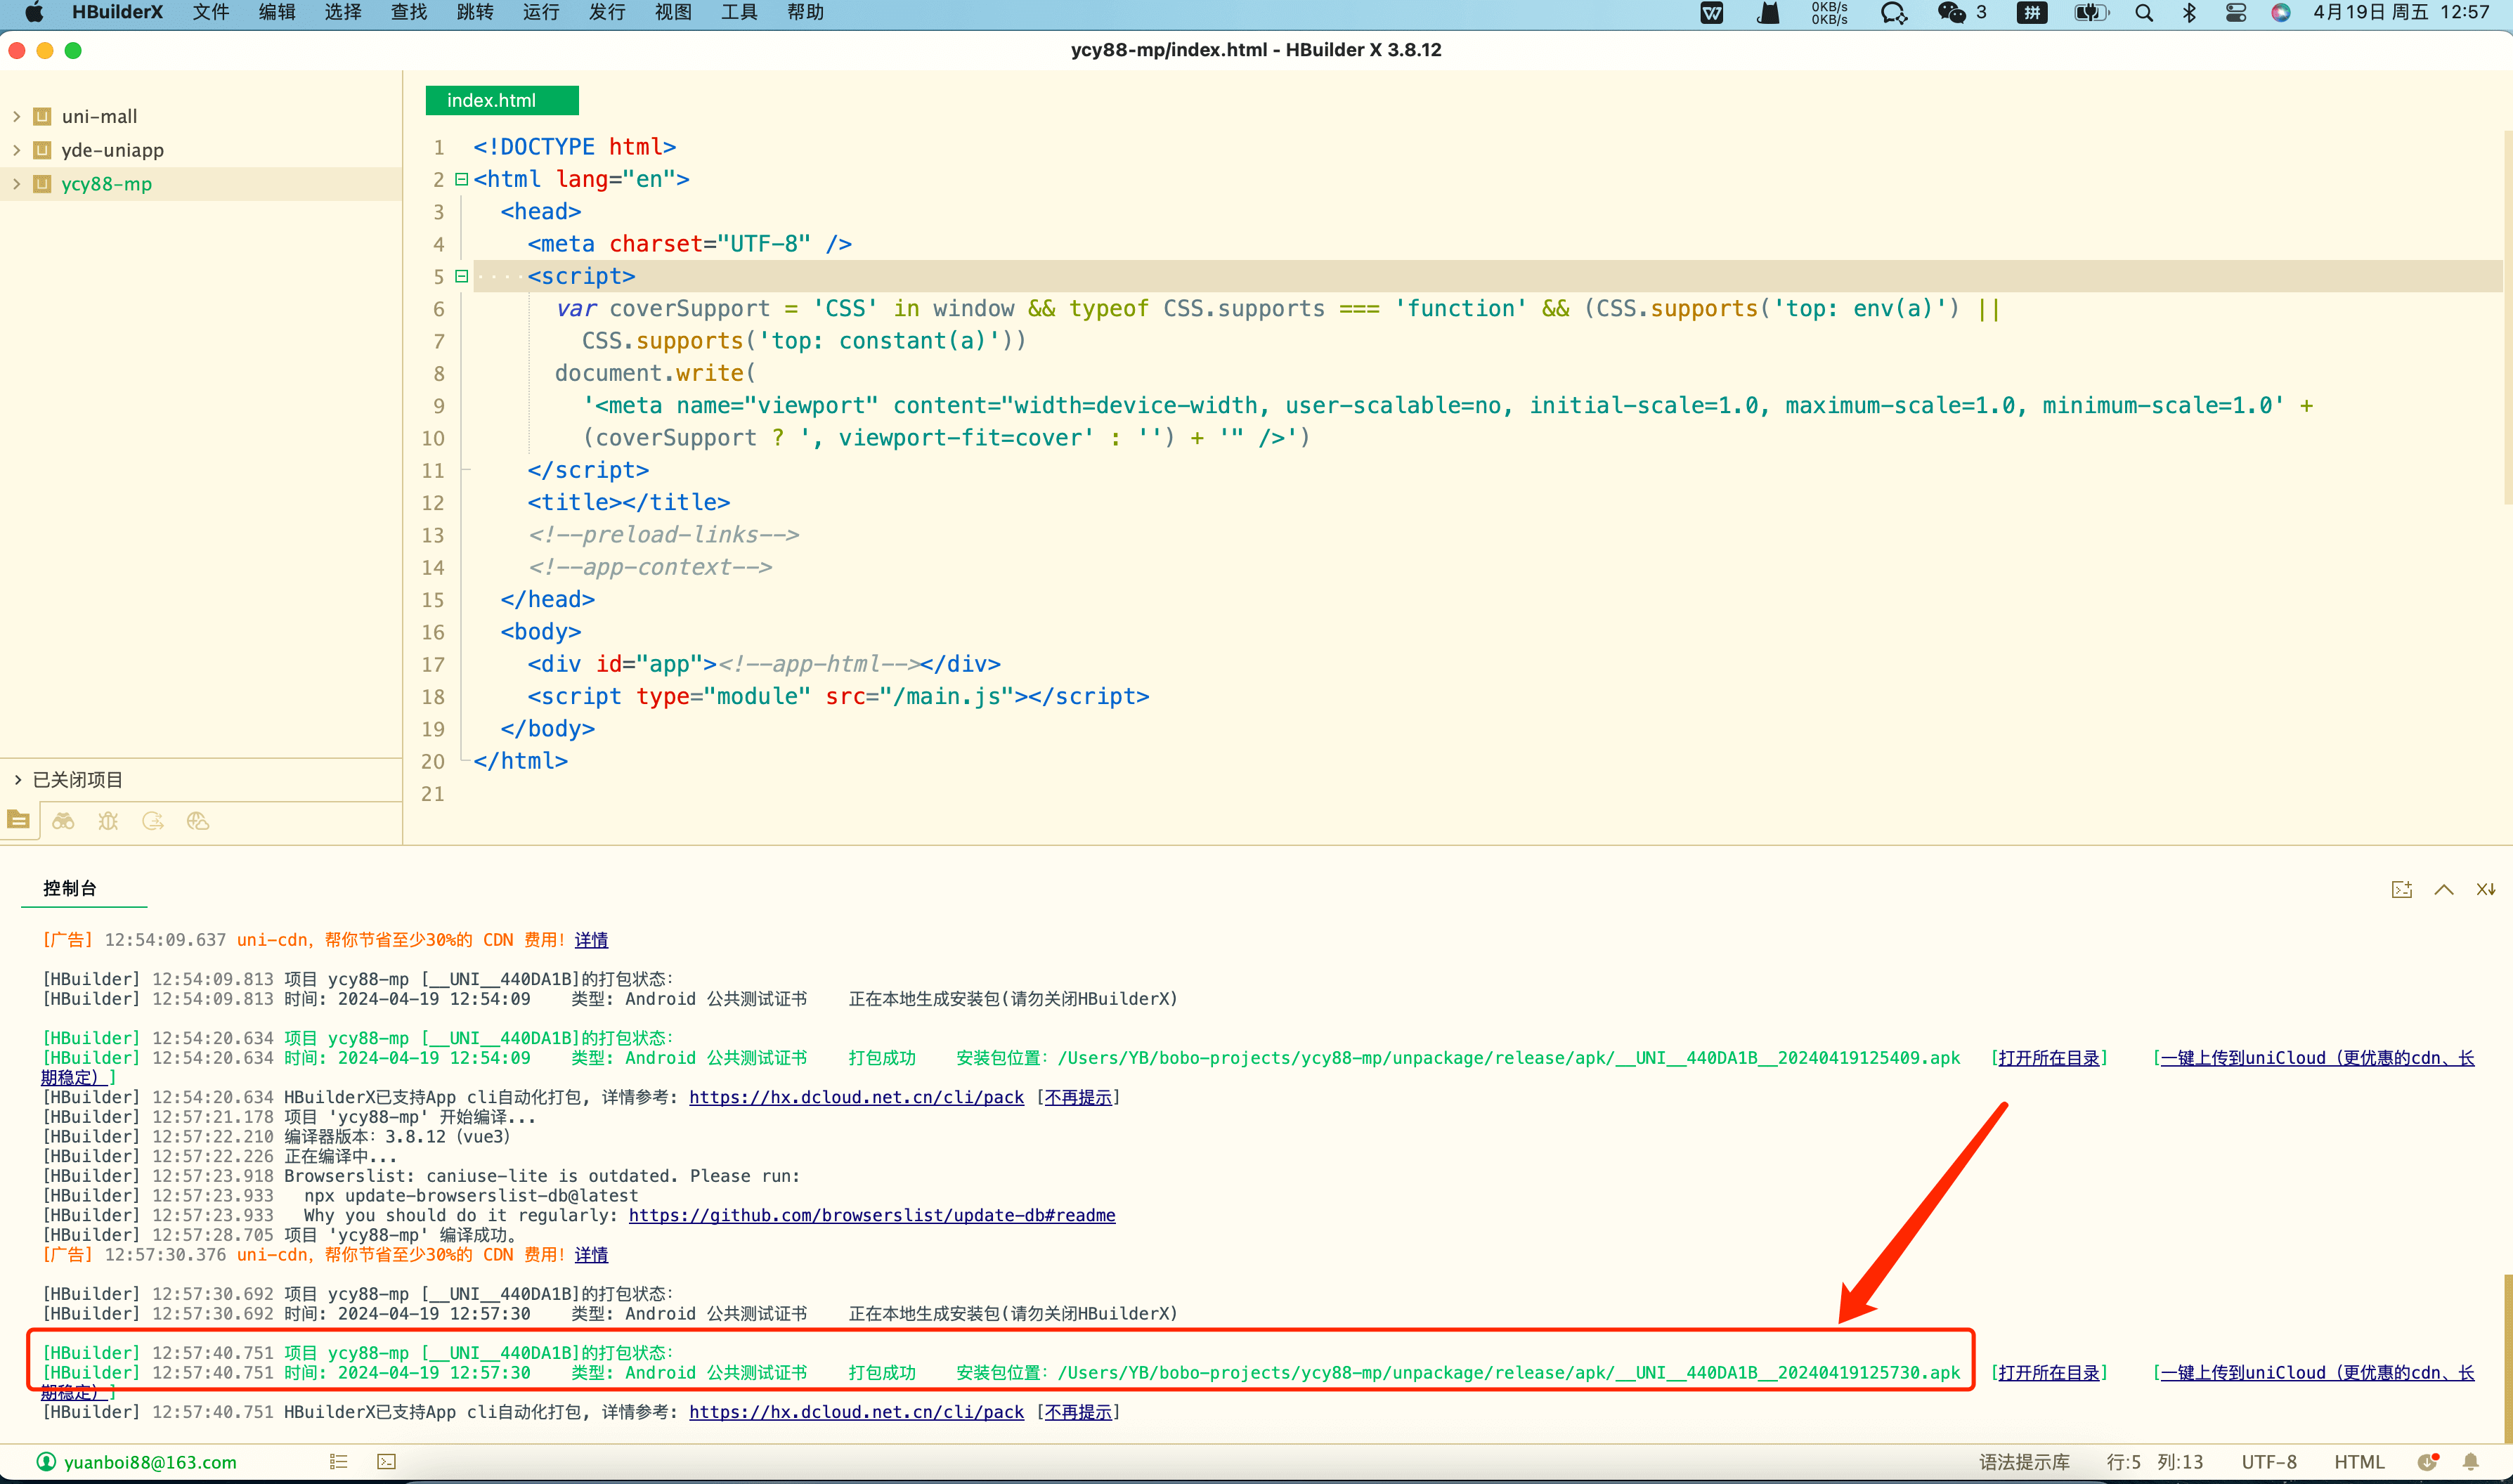 HBuilderX 文件 编辑 选择 查找 跳转 运行 发行 视图 工具 帮助 0KB/s 0KB/s 3 拼 4月19日 周五 12:57
ycy88-mp/index.html - HBuilder X 3.8.12
uni-mall
yde-uniapp
ycy88-mp
已关闭项目
index.html
1 <!DOCTYPE html>
2 <html lang="en">
3 <head>
4 <meta charset="UTF-8" />
5 <script>
6 var coverSupport = 'CSS' in window && typeof CSS.supports === 'function' && (CSS.supports('top: env(a)') ||
7 CSS.supports('top: constant(a)'))
8 document.write(
9 '<meta name="viewport" content="width=device-width, user-scalable=no, initial-scale=1.0, maximum-scale=1.0, minimum-scale=1.0' +
10 (coverSupport ? ', viewport-fit=cover' : '') + '" />')
11 </script>
12 <title></title>
13 <!--preload-links-->
14 <!--app-context-->
15 </head>
16 <body>
17 <div id="app"><!--app-html--></div>
18 <script type="module" src="/main.js"></script>
19 </body>
20 </html>
21
控制台
[广告] 12:54:09.637 uni-cdn，帮你节省至少30%的 CDN 费用！详情
[HBuilder] 12:54:09.813 项目 ycy88-mp [__UNI__440DA1B]的打包状态：
[HBuilder] 12:54:09.813 时间: 2024-04-19 12:54:09 类型: Android 公共测试证书 正在本地生成安装包(请勿关闭HBuilderX)
[HBuilder] 12:54:20.634 项目 ycy88-mp [__UNI__440DA1B]的打包状态：
[HBuilder] 12:54:20.634 时间: 2024-04-19 12:54:09 类型: Android 公共测试证书 打包成功 安装包位置：/Users/YB/bobo-projects/ycy88-mp/unpackage/release/apk/__UNI__440DA1B__20240419125409.apk [打开所在目录] [一键上传到uniCloud（更优惠的cdn、长
期稳定）]
[HBuilder] 12:54:20.634 HBuilderX已支持App cli自动化打包, 详情参考: https://hx.dcloud.net.cn/cli/pack [不再提示]
[HBuilder] 12:57:21.178 项目 'ycy88-mp' 开始编译...
[HBuilder] 12:57:22.210 编译器版本：3.8.12（vue3）
[HBuilder] 12:57:22.226 正在编译中...
[HBuilder] 12:57:23.918 Browserslist: caniuse-lite is outdated. Please run:
[HBuilder] 12:57:23.933 npx update-browserslist-db@latest
[HBuilder] 12:57:23.933 Why you should do it regularly: https://github.com/browserslist/update-db#readme
[HBuilder] 12:57:28.705 项目 'ycy88-mp' 编译成功。
[广告] 12:57:30.376 uni-cdn，帮你节省至少30%的 CDN 费用！详情
[HBuilder] 12:57:30.692 项目 ycy88-mp [__UNI__440DA1B]的打包状态：
[HBuilder] 12:57:30.692 时间: 2024-04-19 12:57:30 类型: Android 公共测试证书 正在本地生成安装包(请勿关闭HBuilderX)
[HBuilder] 12:57:40.751 项目 ycy88-mp [__UNI__440DA1B]的打包状态：
[HBuilder] 12:57:40.751 时间: 2024-04-19 12:57:30 类型: Android 公共测试证书 打包成功 安装包位置：/Users/YB/bobo-projects/ycy88-mp/unpackage/release/apk/__UNI__440DA1B__20240419125730.apk [打开所在目录] [一键上传到uniCloud（更优惠的cdn、长
期稳定）]
[HBuilder] 12:57:40.751 HBuilderX已支持App cli自动化打包, 详情参考: https://hx.dcloud.net.cn/cli/pack [不再提示]
yuanboi88@163.com 语法提示库 行:5 列:13 UTF-8 HTML